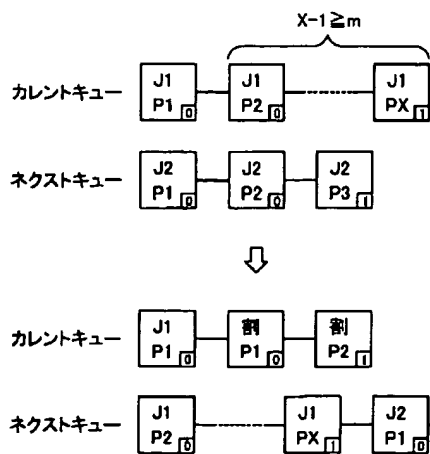 X-1≧m
カレントキュー
J1 P1 0
J1 P2 0
J1 PX 1
ネクストキュー
J2 P1 0
J2 P2 0
J2 P3 1
カレントキュー
J1 P1 0
割 P1 0
割 P2 1
ネクストキュー
J1 P2 0
J1 PX 1
J2 P1 0